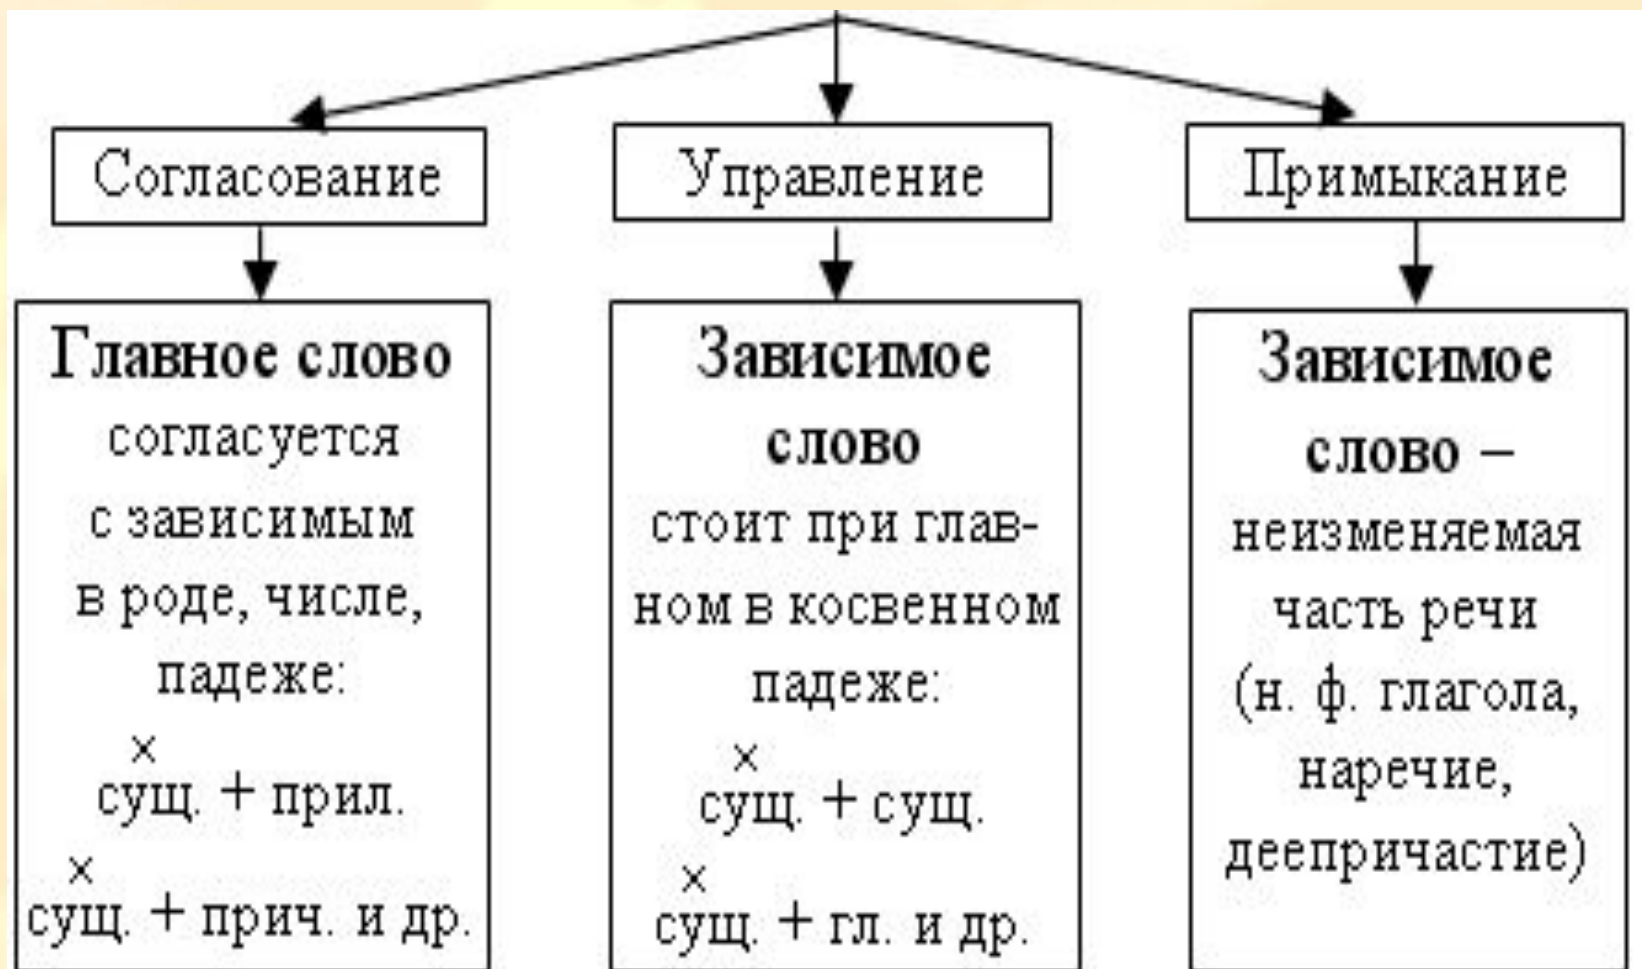 Согласование
Управление
Примыкание
Главное слово
согласуется
с зависимым
в роде, числе,
падеже:
×
сущ. + прил.
×
сущ. + прич. и др.
Зависимое
слово
стоит при глав-
ном в косвенном
падеже:
×
сущ. + сущ.
×
сущ. + гл. и др.
Зависимое
слово –
неизменяемая
часть речи
(н. ф. глагола,
наречие,
деепричастие)